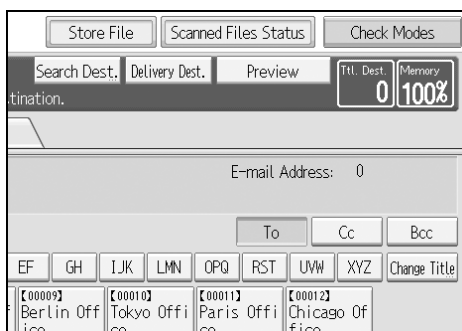 Store File Scanned Files Status Check Modes
Search Dest. Delivery Dest. Preview Ttl. Dest. Memory
tination. 0 100%
E-mail Address: 0
To Cc Bcc
EF GH IJK LMN OPQ RST UVW XYZ Change Title
【00009】 【00010】 【00011】 【00012】
Berlin Off Tokyo Offi Paris Offi Chicago Of
ice ce ce fice